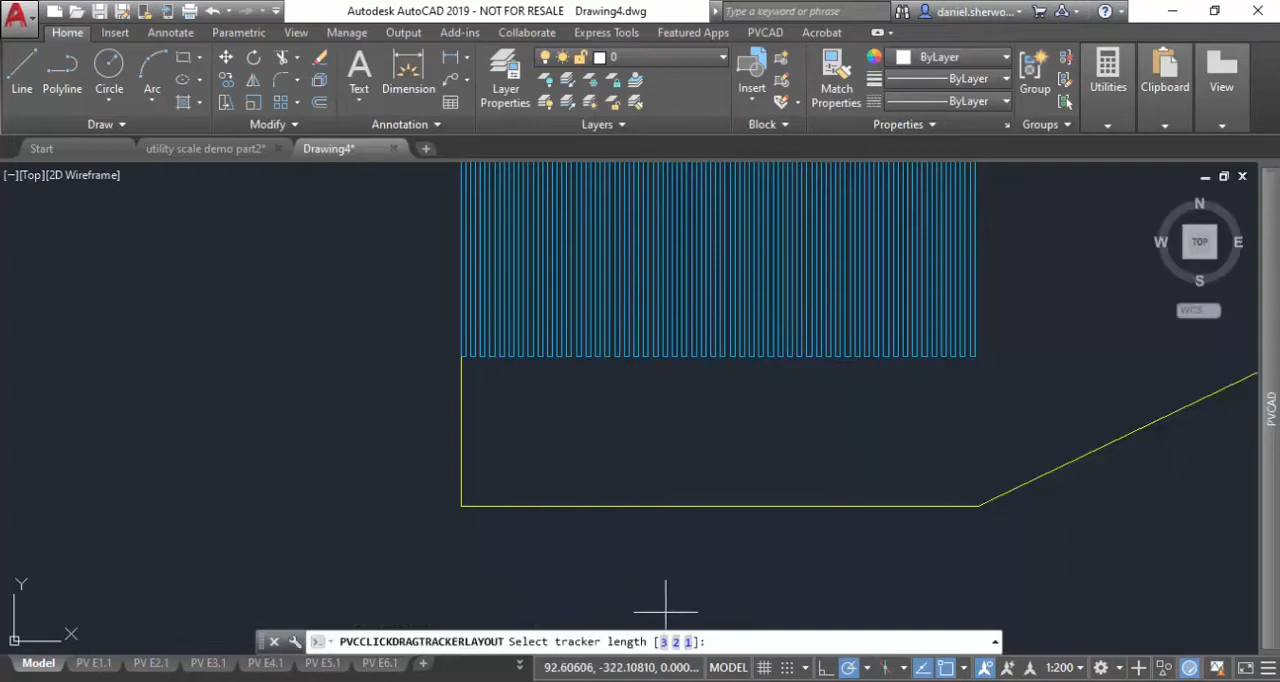 Autodesk AutoCAD 2019 - NOT FOR RESALE Drawing4.dwg
Type a keyword or phrase
daniel.sherwo...
Home Insert Annotate Parametric View Manage Output Add-ins Collaborate Express Tools Featured Apps PVCAD Acrobat
ByLayer
0
ByLayer
ByLayer
Line Polyline Circle Arc
Text Dimension
Layer
Properties
Insert
Match
Properties
Group
Utilities
Clipboard
View
Draw Modify Annotation Layers Block Properties Groups
Start utility scale demo part2* Drawing4*
[−][Top][2D Wireframe]
N
W TOP E
S
WCS
PVCAD
Y
X
PVCCLICKDRAGTRACKERLAYOUT Select tracker length [3 2 1]:
Model PV E1.1 PV E2.1 PV E3.1 PV E4.1 PV E5.1 PV E6.1
92.60606, -322.10810, 0.000... MODEL 1:200